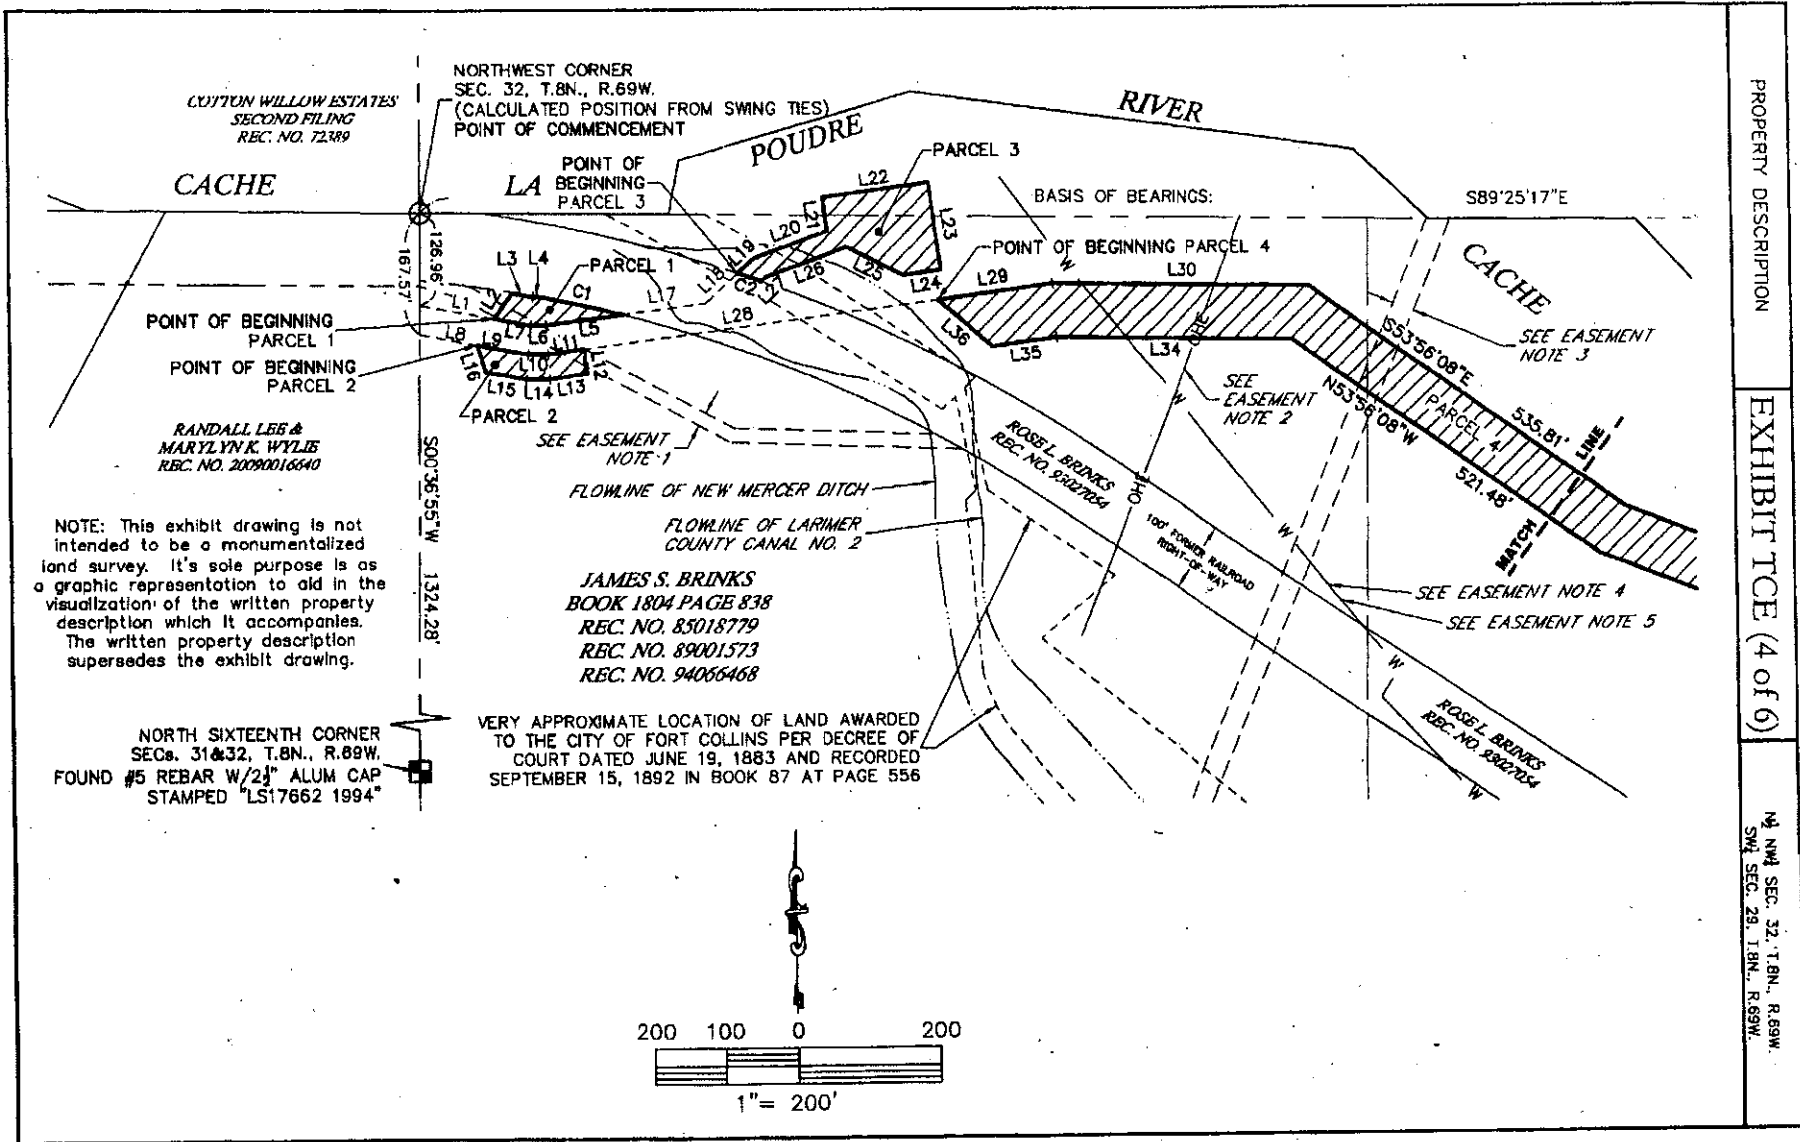 COTTON WILLOW ESTATES
SECOND FILING
REC. NO. 72389
NORTHWEST CORNER
SEC. 32, T.8N., R.69W.
(CALCULATED POSITION FROM SWING TIES)
POINT OF COMMENCEMENT
CACHE
LA
POUDRE
RIVER
POINT OF
BEGINNING
PARCEL 3
PARCEL 3
BASIS OF BEARINGS:
S89°25'17"E
CACHE
126.96'
167.57'
L1
L2
L3
L4
PARCEL 1
C1
L5
L6
L7
L8
L9
L10
L11
L12
L13
L14
L15
L16
L17
L18
L19
L20
L21
L22
L23
L24
L25
L26
L27
C2
L28
POINT OF BEGINNING PARCEL 4
L29
L30
L34
L35
L36
POINT OF BEGINNING
PARCEL 1
POINT OF BEGINNING
PARCEL 2
PARCEL 2
RANDALL LEE &
MARYLYN K. WYLIE
REC. NO. 20090016640
S00°36'55"W 1324.28'
SEE EASEMENT
NOTE 1
SEE
EASEMENT
NOTE 2
SEE EASEMENT
NOTE 3
S53°56'08"E
535.81'
PARCEL 4
N53°56'08"W
521.48'
MATCH LINE
OHE
OHE
W
W
W
W
W
W
FLOWLINE OF NEW MERCER DITCH
FLOWLINE OF LARIMER
COUNTY CANAL NO. 2
ROSE L. BRINKS
REC. NO. 93027054
100' FORMER RAILROAD
RIGHT-OF-WAY
SEE EASEMENT NOTE 4
SEE EASEMENT NOTE 5
ROSE L. BRINKS
REC. NO. 93027054
NOTE: This exhibit drawing is not
intended to be a monumentalized
land survey. It's sole purpose is as
a graphic representation to aid in the
visualization of the written property
description which it accompanies.
The written property description
supersedes the exhibit drawing.
JAMES S. BRINKS
BOOK 1804 PAGE 838
REC. NO. 85018779
REC. NO. 89001573
REC. NO. 94066468
NORTH SIXTEENTH CORNER
SECs. 31&32, T.8N., R.69W.
FOUND #5 REBAR W/2½" ALUM CAP
STAMPED "LS17662 1994"
VERY APPROXIMATE LOCATION OF LAND AWARDED
TO THE CITY OF FORT COLLINS PER DECREE OF
COURT DATED JUNE 19, 1883 AND RECORDED
SEPTEMBER 15, 1892 IN BOOK 87 AT PAGE 556
200 100 0 200
1"= 200'
PROPERTY DESCRIPTION
EXHIBIT TCE (4 of 6)
N½ NW¼ SEC. 32, T.8N., R.69W.
SW¼ SEC. 29, T.8N., R.69W.